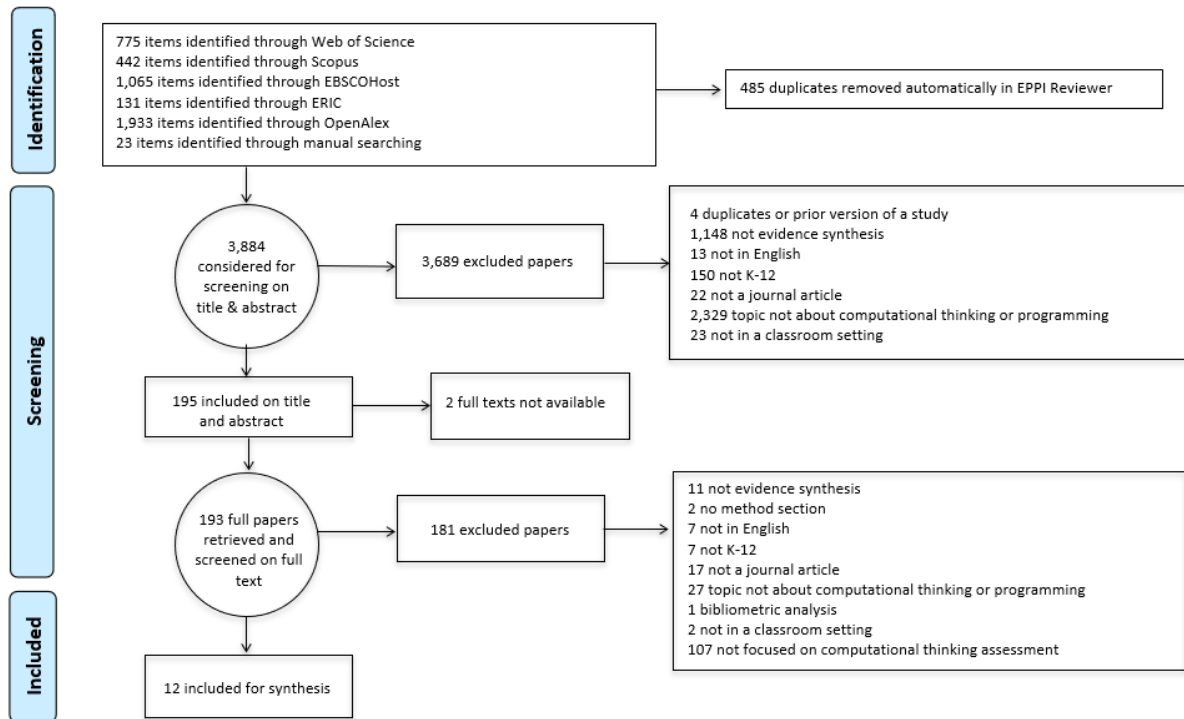 Identification
775 items identified through Web of Science
442 items identified through Scopus
1,065 items identified through EBSCOHost
131 items identified through ERIC
1,933 items identified through OpenAlex
23 items identified through manual searching
485 duplicates removed automatically in EPPI Reviewer
Screening
3,884
considered for
screening on
title & abstract
3,689 excluded papers
4 duplicates or prior version of a study
1,148 not evidence synthesis
13 not in English
150 not K-12
22 not a journal article
2,329 topic not about computational thinking or programming
23 not in a classroom setting
195 included on title
and abstract
2 full texts not available
193 full papers
retrieved and
screened on full
text
181 excluded papers
11 not evidence synthesis
2 no method section
7 not in English
7 not K-12
17 not a journal article
27 topic not about computational thinking or programming
1 bibliometric analysis
2 not in a classroom setting
107 not focused on computational thinking assessment
Included
12 included for synthesis